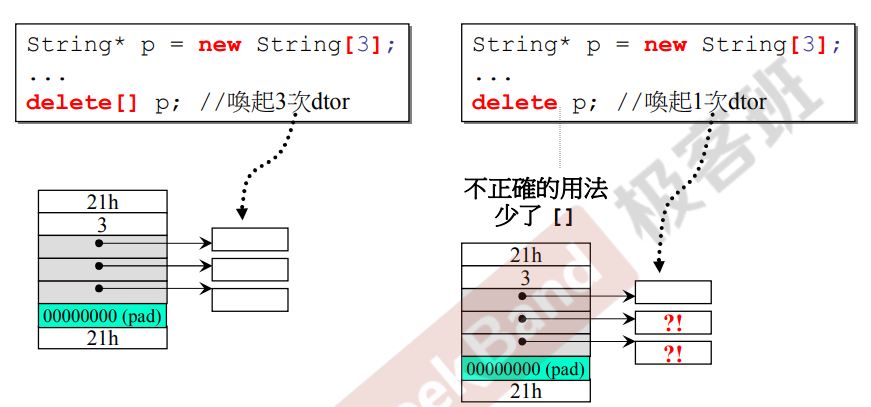 String* p = new String[3];
...
delete[] p; //喚起3次dtor
21h
3
00000000 (pad)
21h
String* p = new String[3];
...
delete p; //喚起1次dtor
不正確的用法
少了 []
21h
3
00000000 (pad)
21h
?!
?!
极客班
eekBand